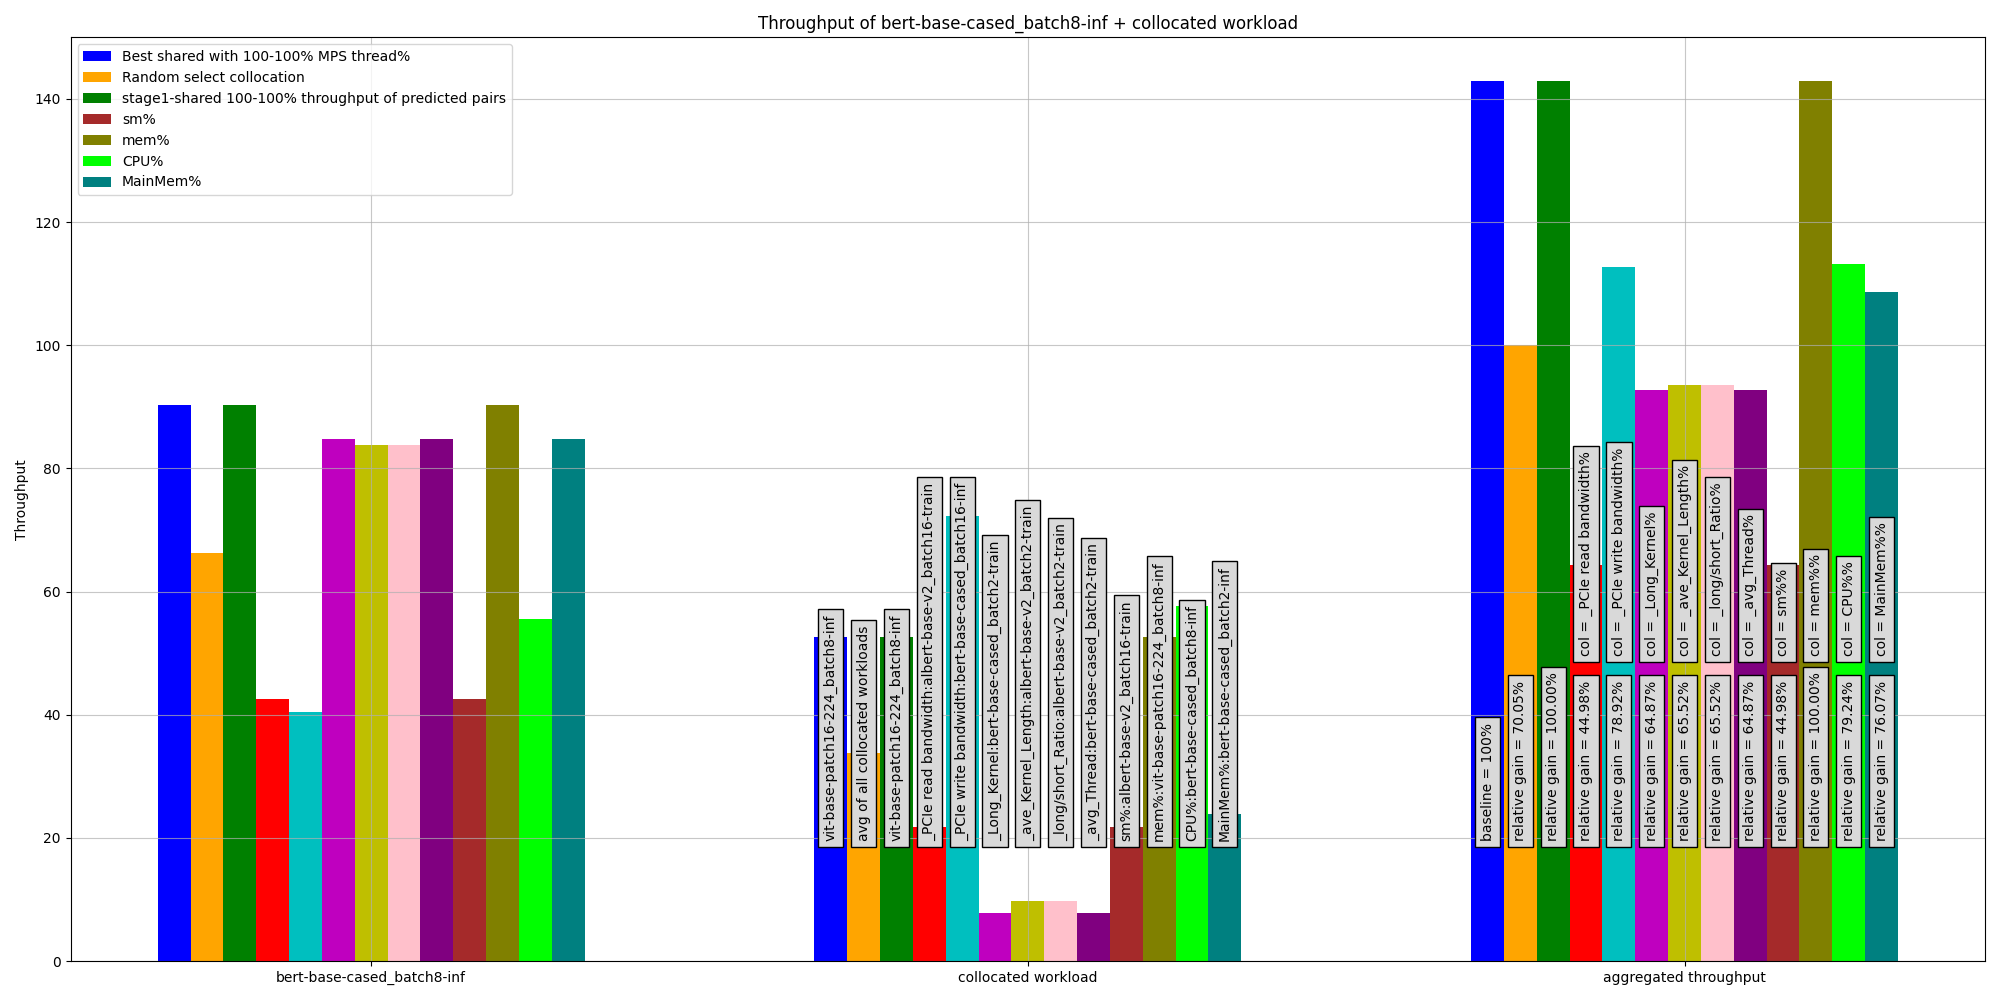 Throughput of bert-base-cased_batch8-inf + collocated workload
Best shared with 100-100% MPS thread%
Random select collocation
stage1-shared 100-100% throughput of predicted pairs
sm%
mem%
CPU%
MainMem%
Throughput
140
120
100
80
60
40
20
0
vit-base-patch16-224_batch8-inf
avg of all collocated workloads
vit-base-patch16-224_batch8-inf
_PCIe read bandwidth:albert-base-v2_batch16-train
_PCIe write bandwidth:bert-base-cased_batch16-inf
_Long_Kernel:bert-base-cased_batch2-train
_ave_Kernel_Length:albert-base-v2_batch2-train
_long/short_Ratio:albert-base-v2_batch2-train
_avg_Thread:bert-base-cased_batch2-train
sm%:albert-base-v2_batch16-train
mem%:vit-base-patch16-224_batch8-inf
CPU%:bert-base-cased_batch8-inf
MainMem%:bert-base-cased_batch2-inf
col = _PCIe read bandwidth%
col = _PCIe write bandwidth%
col = _Long_Kernel%
col = _ave_Kernel_Length%
col = _long/short_Ratio%
col = _avg_Thread%
col = sm%%
col = mem%%
col = CPU%%
col = MainMem%%
baseline = 100%
relative gain = 70.05%
relative gain = 100.00%
relative gain = 44.98%
relative gain = 78.92%
relative gain = 64.87%
relative gain = 65.52%
relative gain = 65.52%
relative gain = 64.87%
relative gain = 44.98%
relative gain = 100.00%
relative gain = 79.24%
relative gain = 76.07%
bert-base-cased_batch8-inf
collocated workload
aggregated throughput